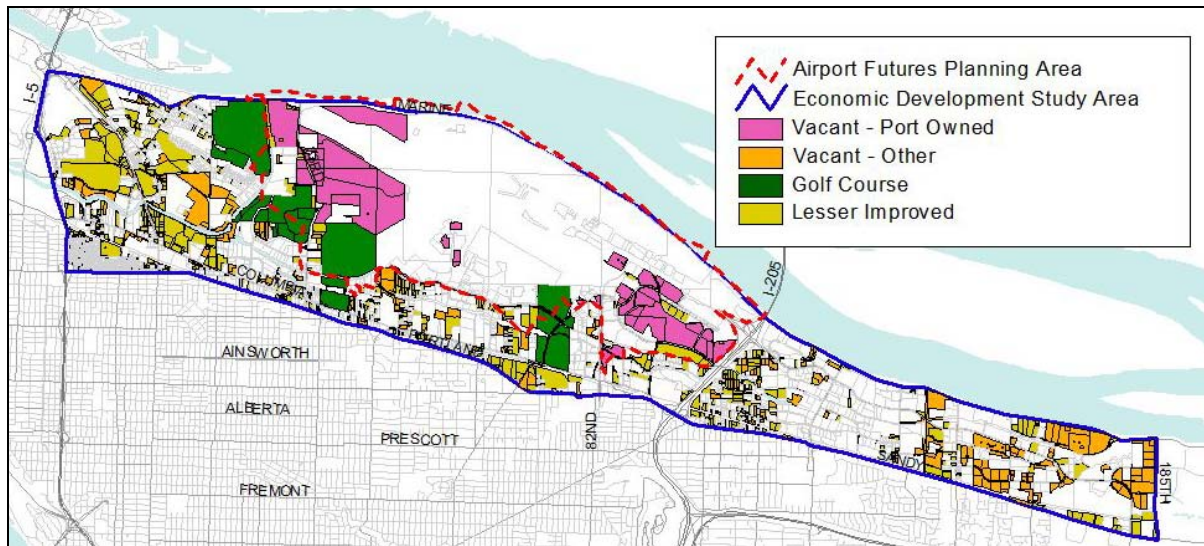 Airport Futures Planning Area
Economic Development Study Area
Vacant - Port Owned
Vacant - Other
Golf Course
Lesser Improved
I-5
MARINE
I-205
COLUMBIA
PORTLAND
AINSWORTH
ALBERTA
PRESCOTT
82ND
FREMONT
SANDY
185TH